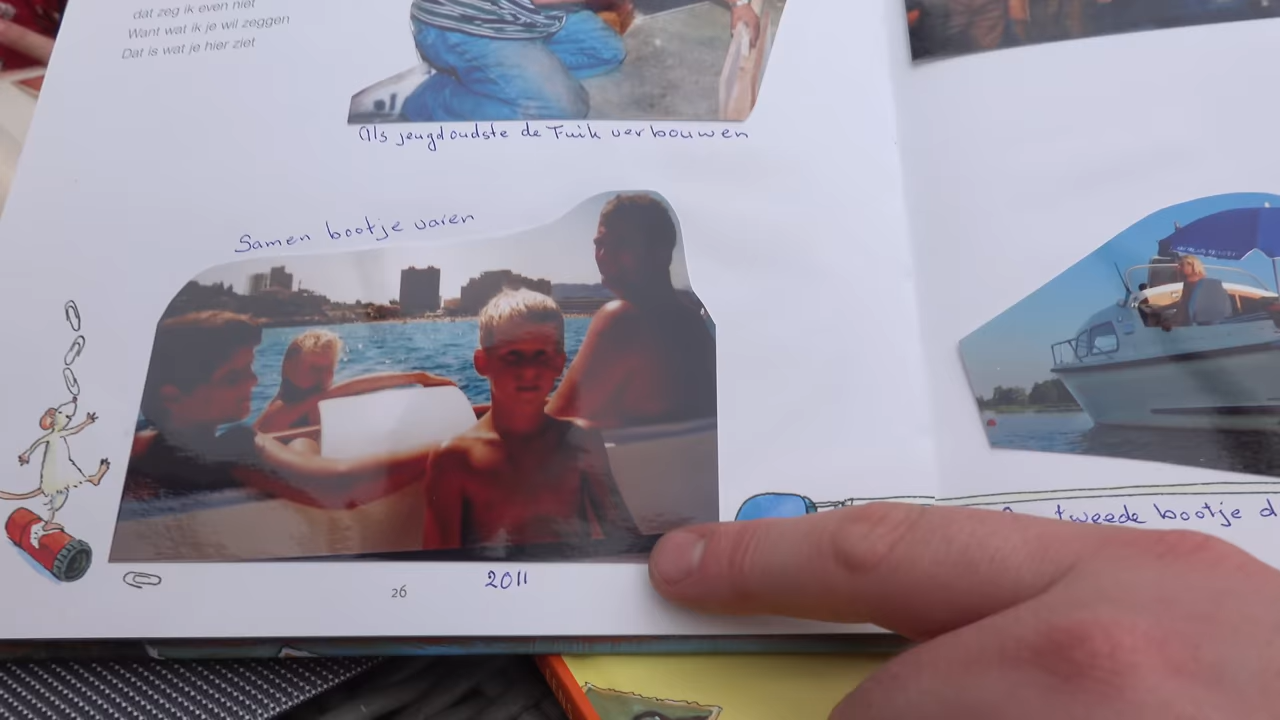 dat zeg ik even niet
Want wat ik je wil zeggen
Dat is wat je hier ziet
Als jeugdoudste de Fuik verbouwen
Samen bootje varen
2011
26
tweede bootje d